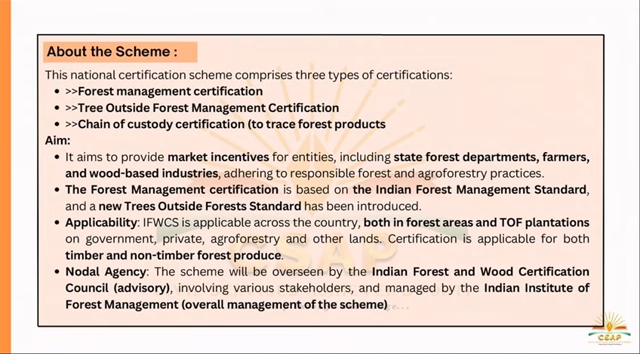 About the Scheme :
This national certification scheme comprises three types of certifications:
• >>Forest management certification
• >>Tree Outside Forest Management Certification
• >>Chain of custody certification (to trace forest products
Aim:
• It aims to provide market incentives for entities, including state forest departments, farmers,
and wood-based industries, adhering to responsible forest and agroforestry practices.
• The Forest Management certification is based on the Indian Forest Management Standard,
and a new Trees Outside Forests Standard has been introduced.
• Applicability: IFWCS is applicable across the country, both in forest areas and TOF plantations
on government, private, agroforestry and other lands. Certification is applicable for both
timber and non-timber forest produce.
• Nodal Agency: The scheme will be overseen by the Indian Forest and Wood Certification
Council (advisory), involving various stakeholders, and managed by the Indian Institute of
Forest Management (overall management of the scheme)
CSAP
CSAP